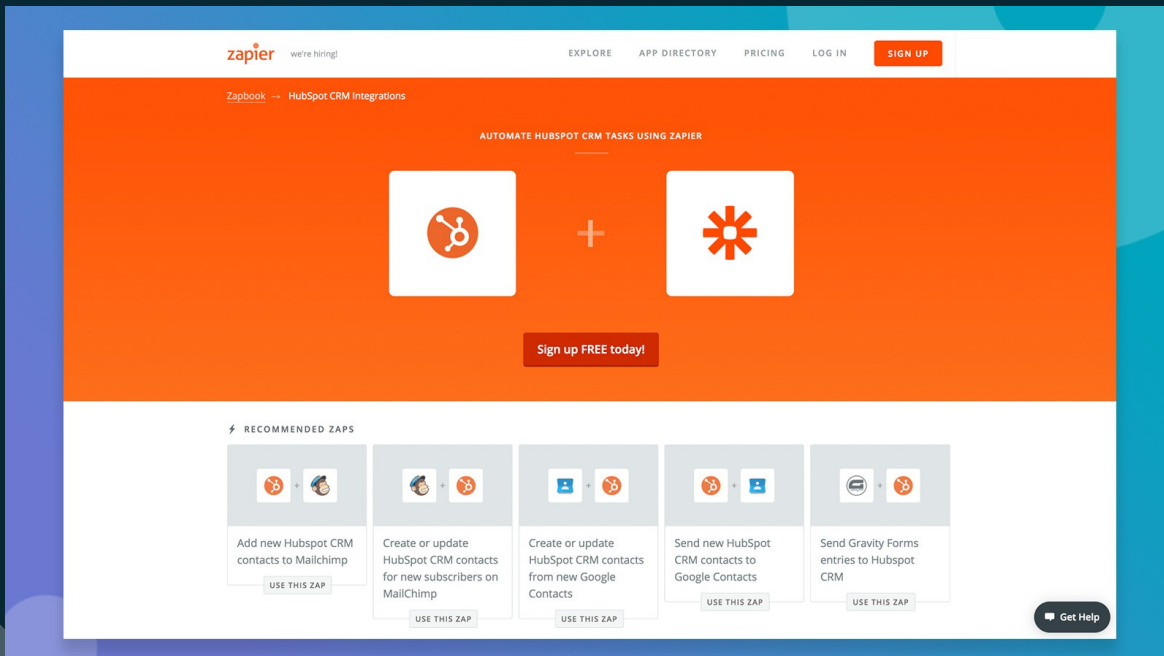 zapier we're hiring! EXPLORE APP DIRECTORY PRICING LOG IN SIGN UP
Zapbook → HubSpot CRM Integrations
AUTOMATE HUBSPOT CRM TASKS USING ZAPIER
+
Sign up FREE today!
RECOMMENDED ZAPS
+
+
+
+
+
Add new Hubspot CRM
contacts to Mailchimp
USE THIS ZAP
Create or update
HubSpot CRM contacts
for new subscribers on
MailChimp
USE THIS ZAP
Create or update
HubSpot CRM contacts
from new Google
Contacts
USE THIS ZAP
Send new HubSpot
CRM contacts to
Google Contacts
USE THIS ZAP
Send Gravity Forms
entries to Hubspot
CRM
USE THIS ZAP
Get Help